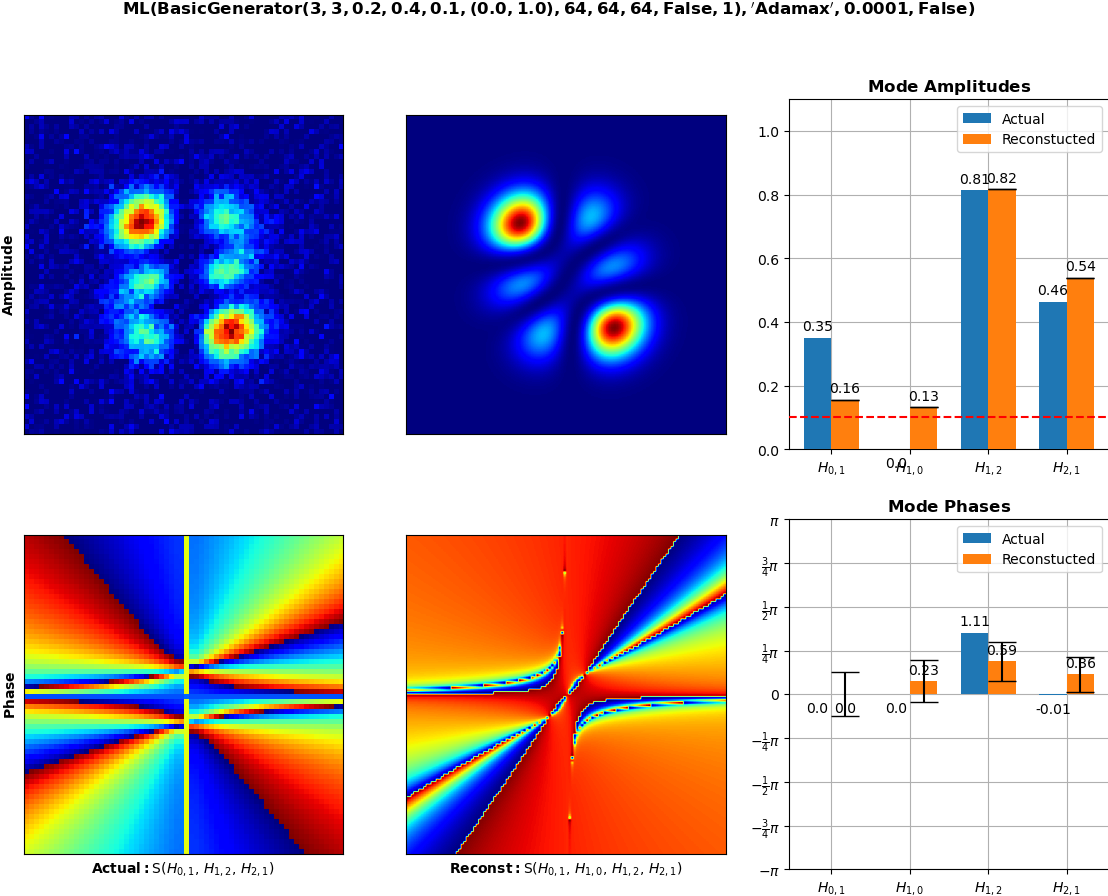 ML(BasicGenerator(3, 3, 0.2, 0.4, 0.1, (0.0, 1.0), 64, 64, 64, False, 1), 'Adamax', 0.0001, False)
Mode Amplitudes
Actual
Reconstucted
1.0
0.8
0.6
0.4
0.2
0.0
0.35
0.16
0.0
0.13
0.81
0.82
0.46
0.54
H0,1
H1,0
H1,2
H2,1
Amplitude
Mode Phases
Actual
Reconstucted
π
3/4π
1/2π
1/4π
0
−1/4π
−1/2π
−3/4π
−π
0.0
0.0
0.0
0.23
1.11
0.59
-0.01
0.36
H0,1
H1,0
H1,2
H2,1
Phase
Actual: S(H0,1, H1,2, H2,1)
Reconst: S(H0,1, H1,0, H1,2, H2,1)